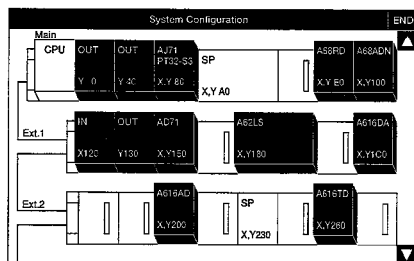 System Configuration END
Main
CPU OUT OUT AJ71 PT32-S3 SP A58RD A68ADN
Y 0 Y 40 X,Y 80 X,Y A0 X,Y E0 X,Y100
Ext.1
IN OUT AD71 A62LS A616DA
X120 Y130 X,Y150 X,Y180 X,Y1C0
Ext.2
A616AD SP A616TD
X,Y200 X,Y230 X,Y260